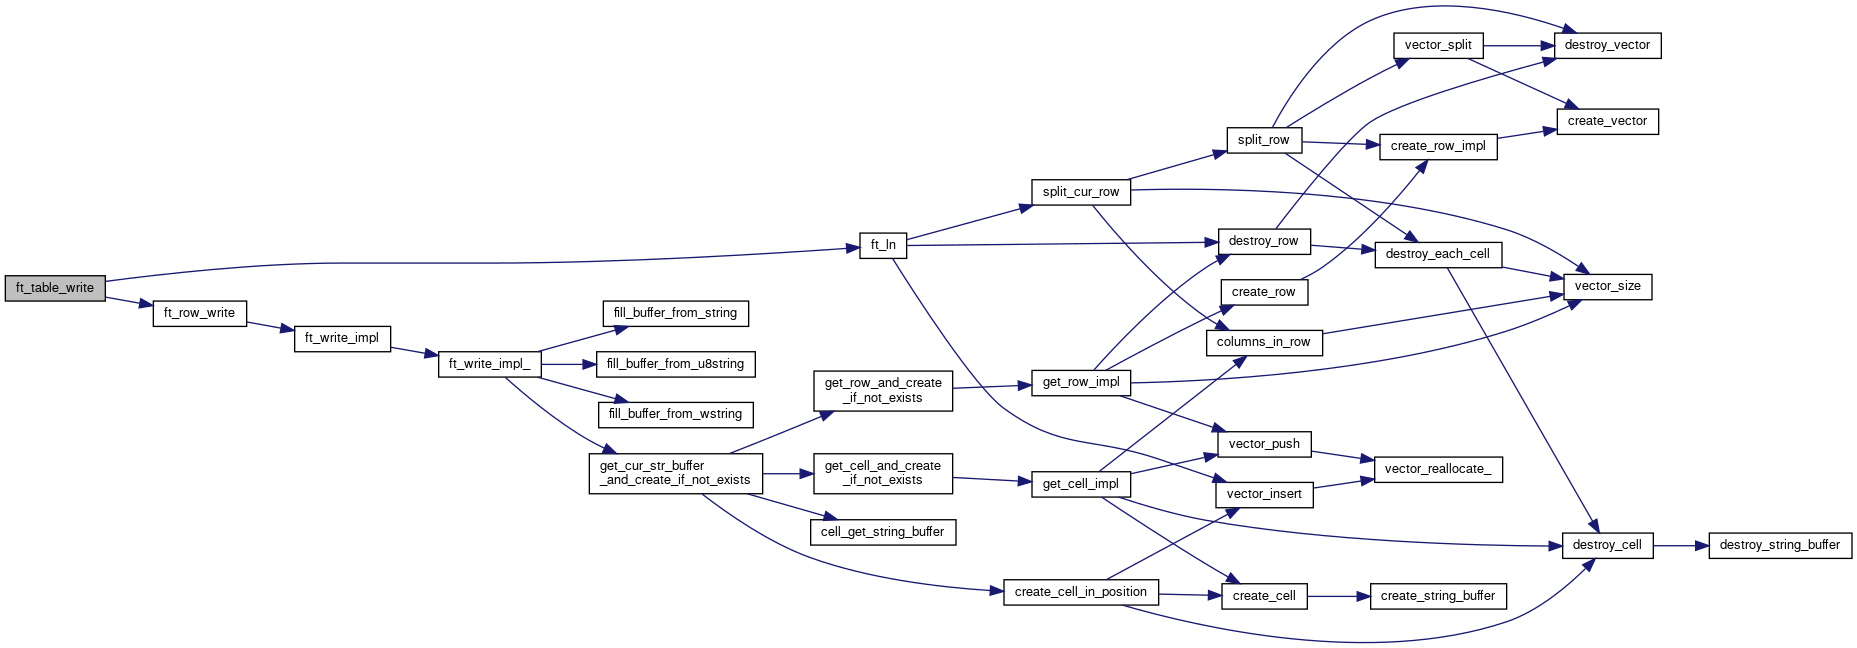 ft_table_write
ft_row_write
ft_write_impl
ft_write_impl_
fill_buffer_from_string
fill_buffer_from_u8string
fill_buffer_from_wstring
get_cur_str_buffer
_and_create_if_not_exists
get_row_and_create
_if_not_exists
get_cell_and_create
_if_not_exists
cell_get_string_buffer
ft_ln
split_cur_row
get_row_impl
get_cell_impl
create_cell_in_position
split_row
destroy_row
create_row
columns_in_row
vector_push
vector_insert
create_cell
vector_split
create_row_impl
destroy_each_cell
vector_reallocate_
create_string_buffer
destroy_vector
create_vector
vector_size
destroy_cell
destroy_string_buffer